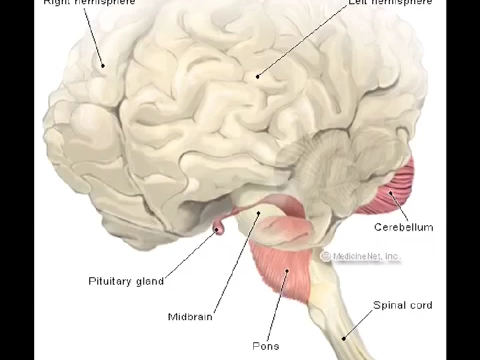 Right hemisphere
Left hemisphere
Cerebellum
© MedicineNet, Inc.
Pituitary gland
Spinal cord
Midbrain
Pons